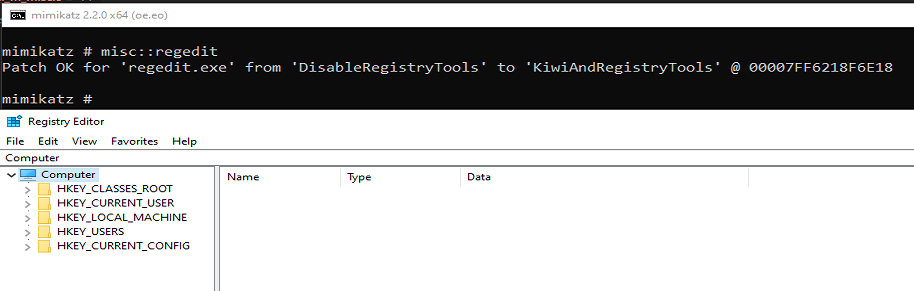 mimikatz 2.2.0 x64 (oe.eo)
mimikatz # misc::regedit
Patch OK for 'regedit.exe' from 'DisableRegistryTools' to 'KiwiAndRegistryTools' @ 00007FF6218F6E18
mimikatz #
Registry Editor
File Edit View Favorites Help
Computer
Computer
HKEY_CLASSES_ROOT
HKEY_CURRENT_USER
HKEY_LOCAL_MACHINE
HKEY_USERS
HKEY_CURRENT_CONFIG
Name Type Data